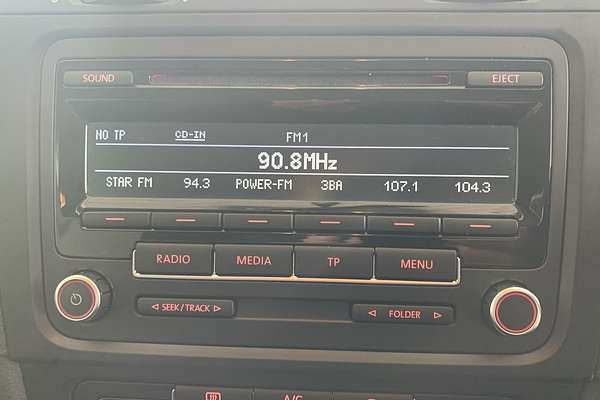 SOUND EJECT
NO TP CD-IN FM1
90.8MHz
STAR FM 94.3 POWER-FM 3BA 107.1 104.3
RADIO MEDIA TP MENU
◁ SEEK/TRACK ▷ ◁ FOLDER ▷
A/C